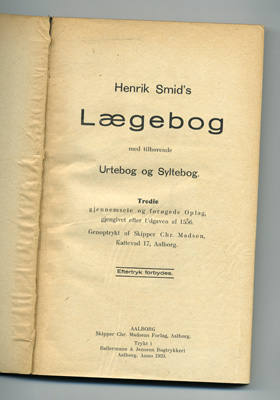 Henrik Smid's
Lægebog
med tilhørende
Urtebog og Syltebog.
Tredie
gjennemsete og forøgede Oplag,
gjengivet efter Udgaven af 1556.
Genoptrykt af Skipper Chr. Madsen,
Kattevad 17, Aalborg.
Eftertryk forbydes.
AALBORG
Skipper Chr. Madsens Forlag, Aalborg.
Trykt i
Ballermann & Jensens Bogtrykkeri
Aalborg, Anno 1923.